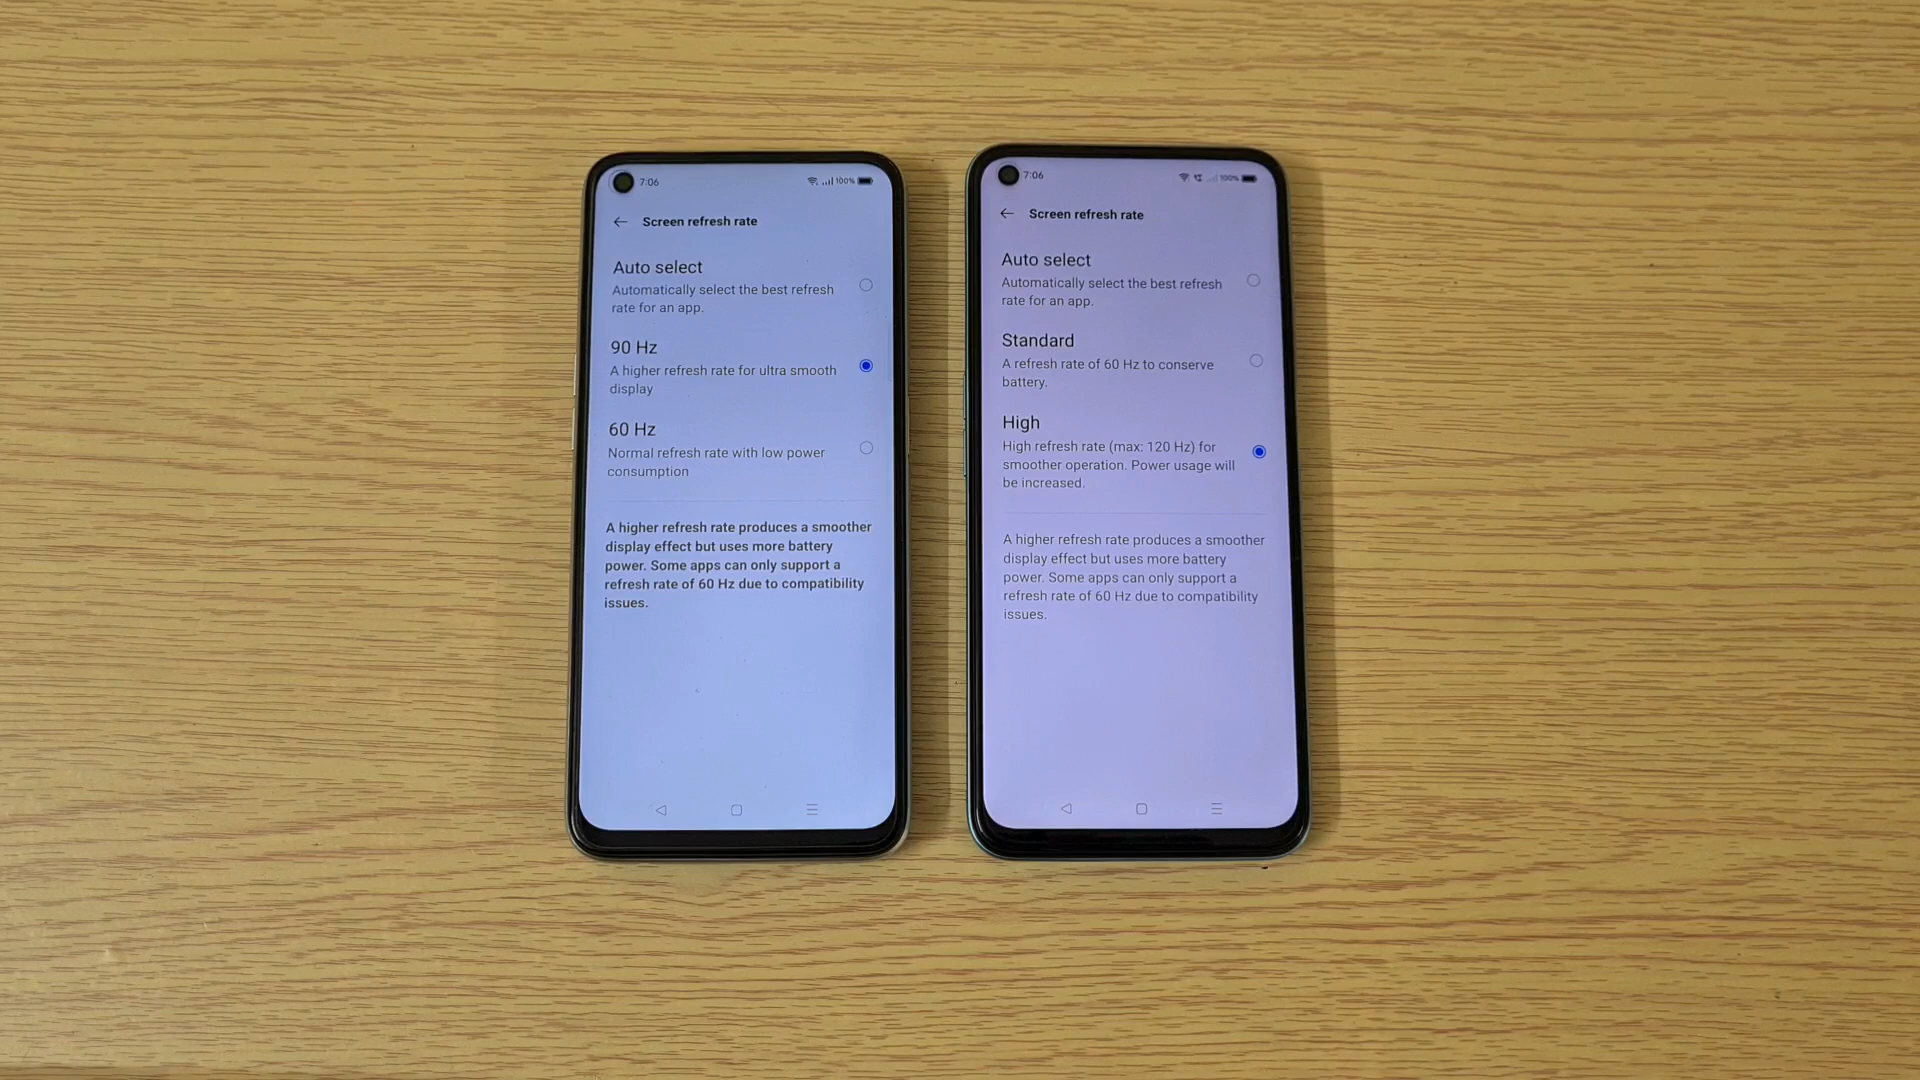 7:06
100%
Screen refresh rate
Auto select
Automatically select the best refresh
rate for an app.
90 Hz
A higher refresh rate for ultra smooth
display
60 Hz
Normal refresh rate with low power
consumption
A higher refresh rate produces a smoother
display effect but uses more battery
power. Some apps can only support a
refresh rate of 60 Hz due to compatibility
issues.
7:06
100%
Screen refresh rate
Auto select
Automatically select the best refresh
rate for an app.
Standard
A refresh rate of 60 Hz to conserve
battery.
High
High refresh rate (max: 120 Hz) for
smoother operation. Power usage will
be increased.
A higher refresh rate produces a smoother
display effect but uses more battery
power. Some apps can only support a
refresh rate of 60 Hz due to compatibility
issues.